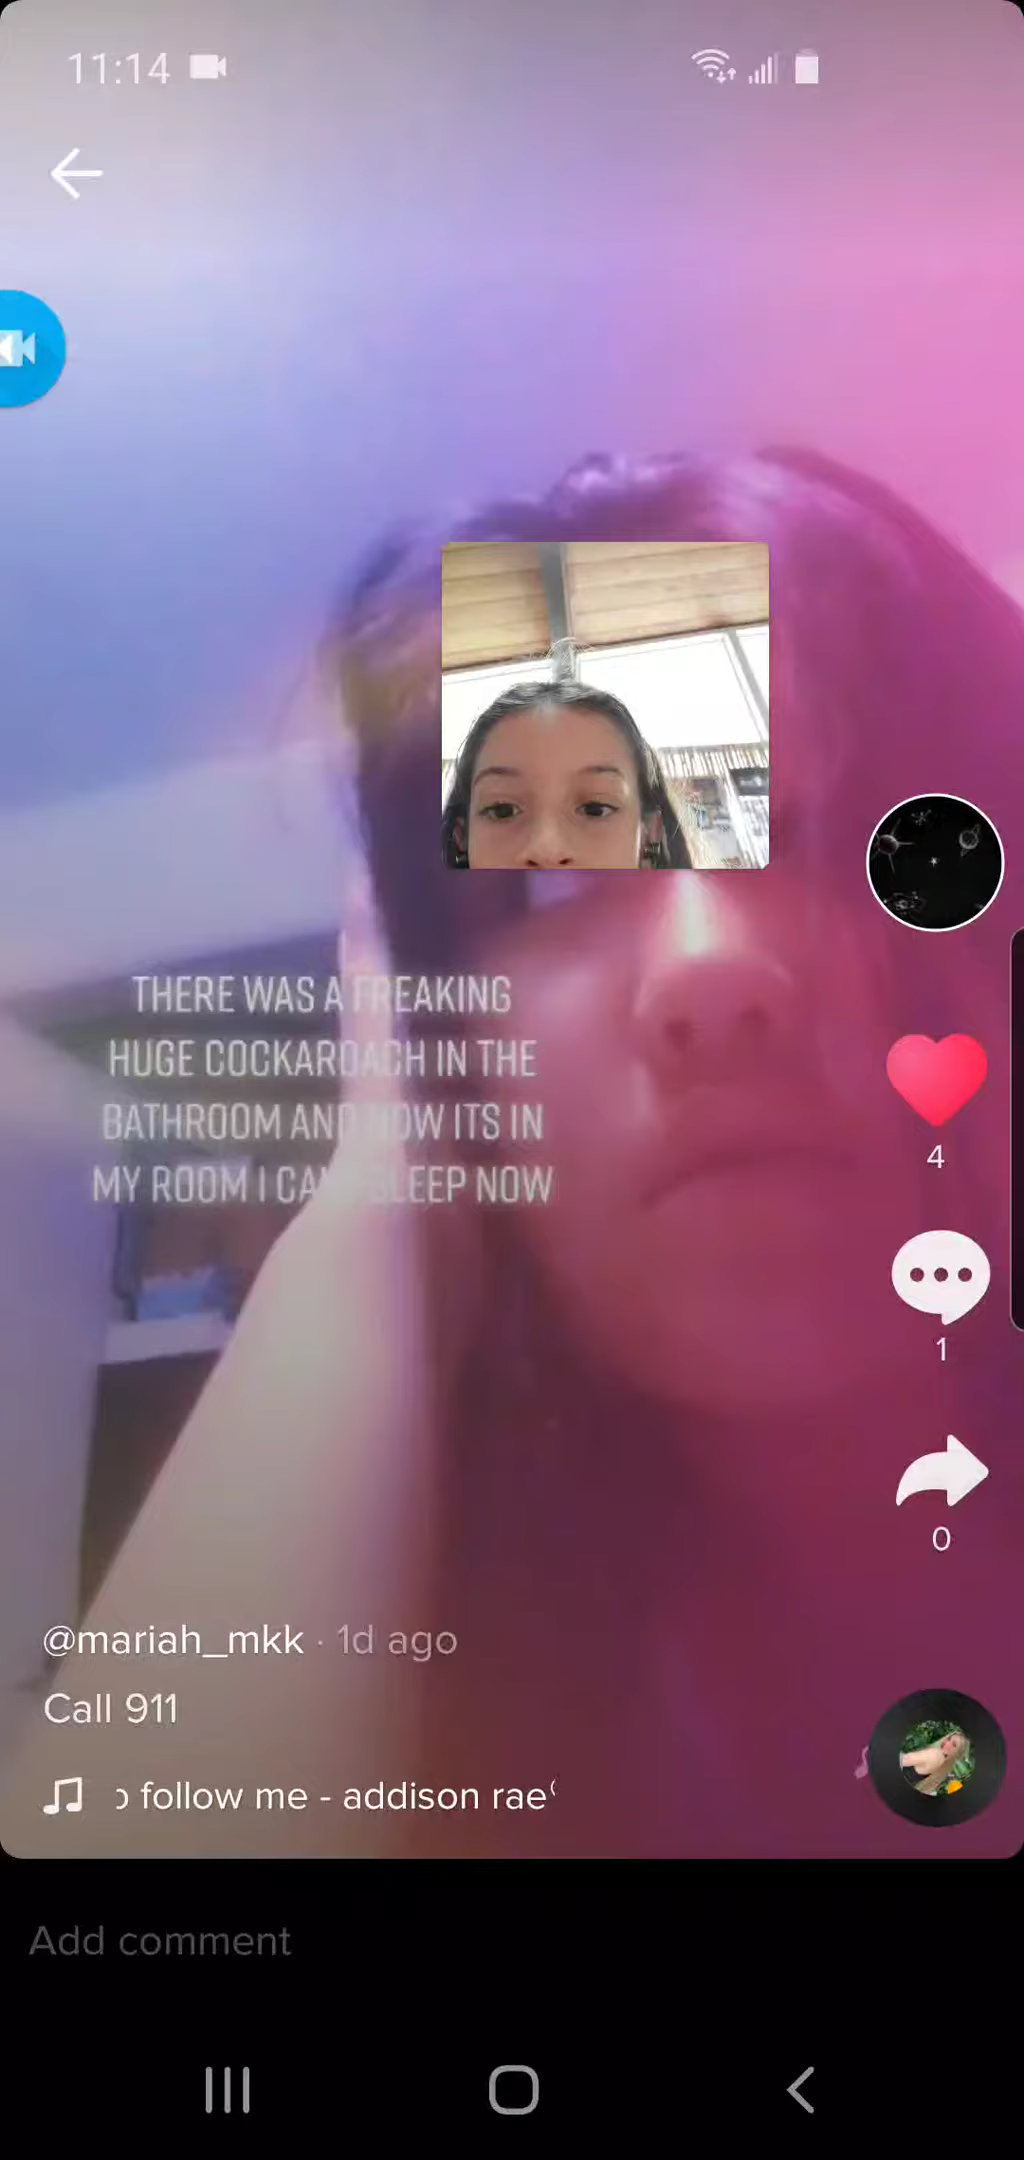 11:14
THERE WAS A FREAKING
HUGE COCKAROACH IN THE
BATHROOM AND NOW ITS IN
MY ROOM I CAN'T SLEEP NOW
4
1
0
@mariah_mkk · 1d ago
Call 911
follow me - addison rae
Add comment